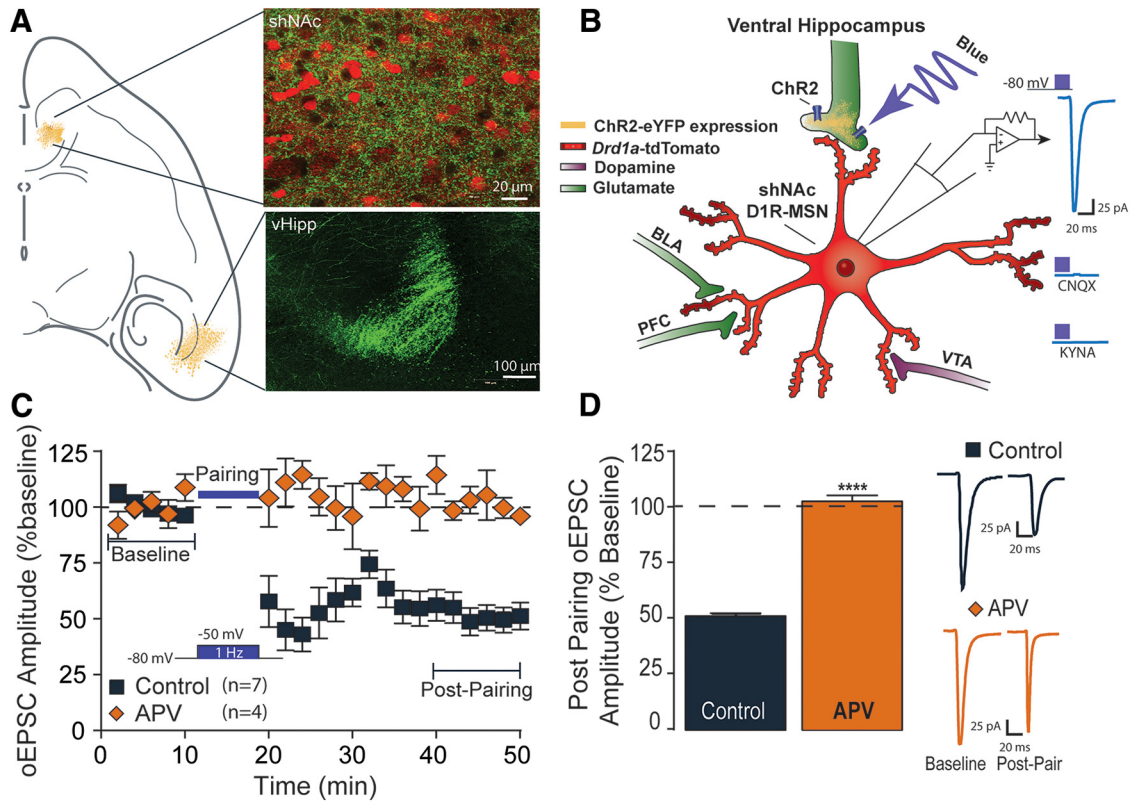 A
shNAc
20 µm
vHipp
100 µm
B
Ventral Hippocampus
Blue
ChR2
-80 mV
ChR2-eYFP expression
Drd1a-tdTomato
Dopamine
Glutamate
shNAc
D1R-MSN
25 pA
20 ms
BLA
CNQX
PFC
VTA
KYNA
C
oEPSC Amplitude (%baseline)
125
100
75
50
25
0
Pairing
Baseline
-50 mV
-80 mV
1 Hz
Control (n=7)
APV (n=4)
Post-Pairing
0
10
20
30
40
50
Time (min)
D
Post Pairing oEPSC
Amplitude (% Baseline)
125
100
75
50
25
0
****
Control
APV
Control
25 pA
20 ms
APV
25 pA
20 ms
Baseline
Post-Pair